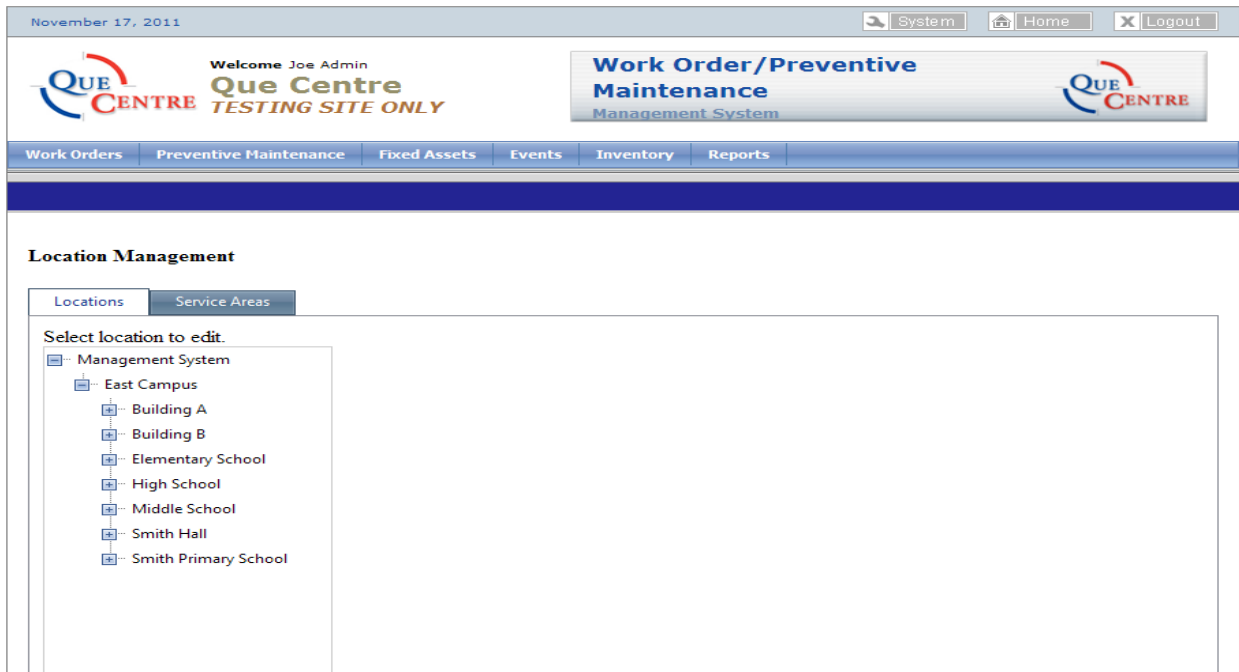 November 17, 2011
System
Home
X Logout
QUE CENTRE
Welcome Joe Admin
Que Centre
TESTING SITE ONLY
Work Order/Preventive
Maintenance
Management System
QUE CENTRE
Work Orders Preventive Maintenance Fixed Assets Events Inventory Reports
Location Management
Locations Service Areas
Select location to edit.
Management System
East Campus
Building A
Building B
Elementary School
High School
Middle School
Smith Hall
Smith Primary School